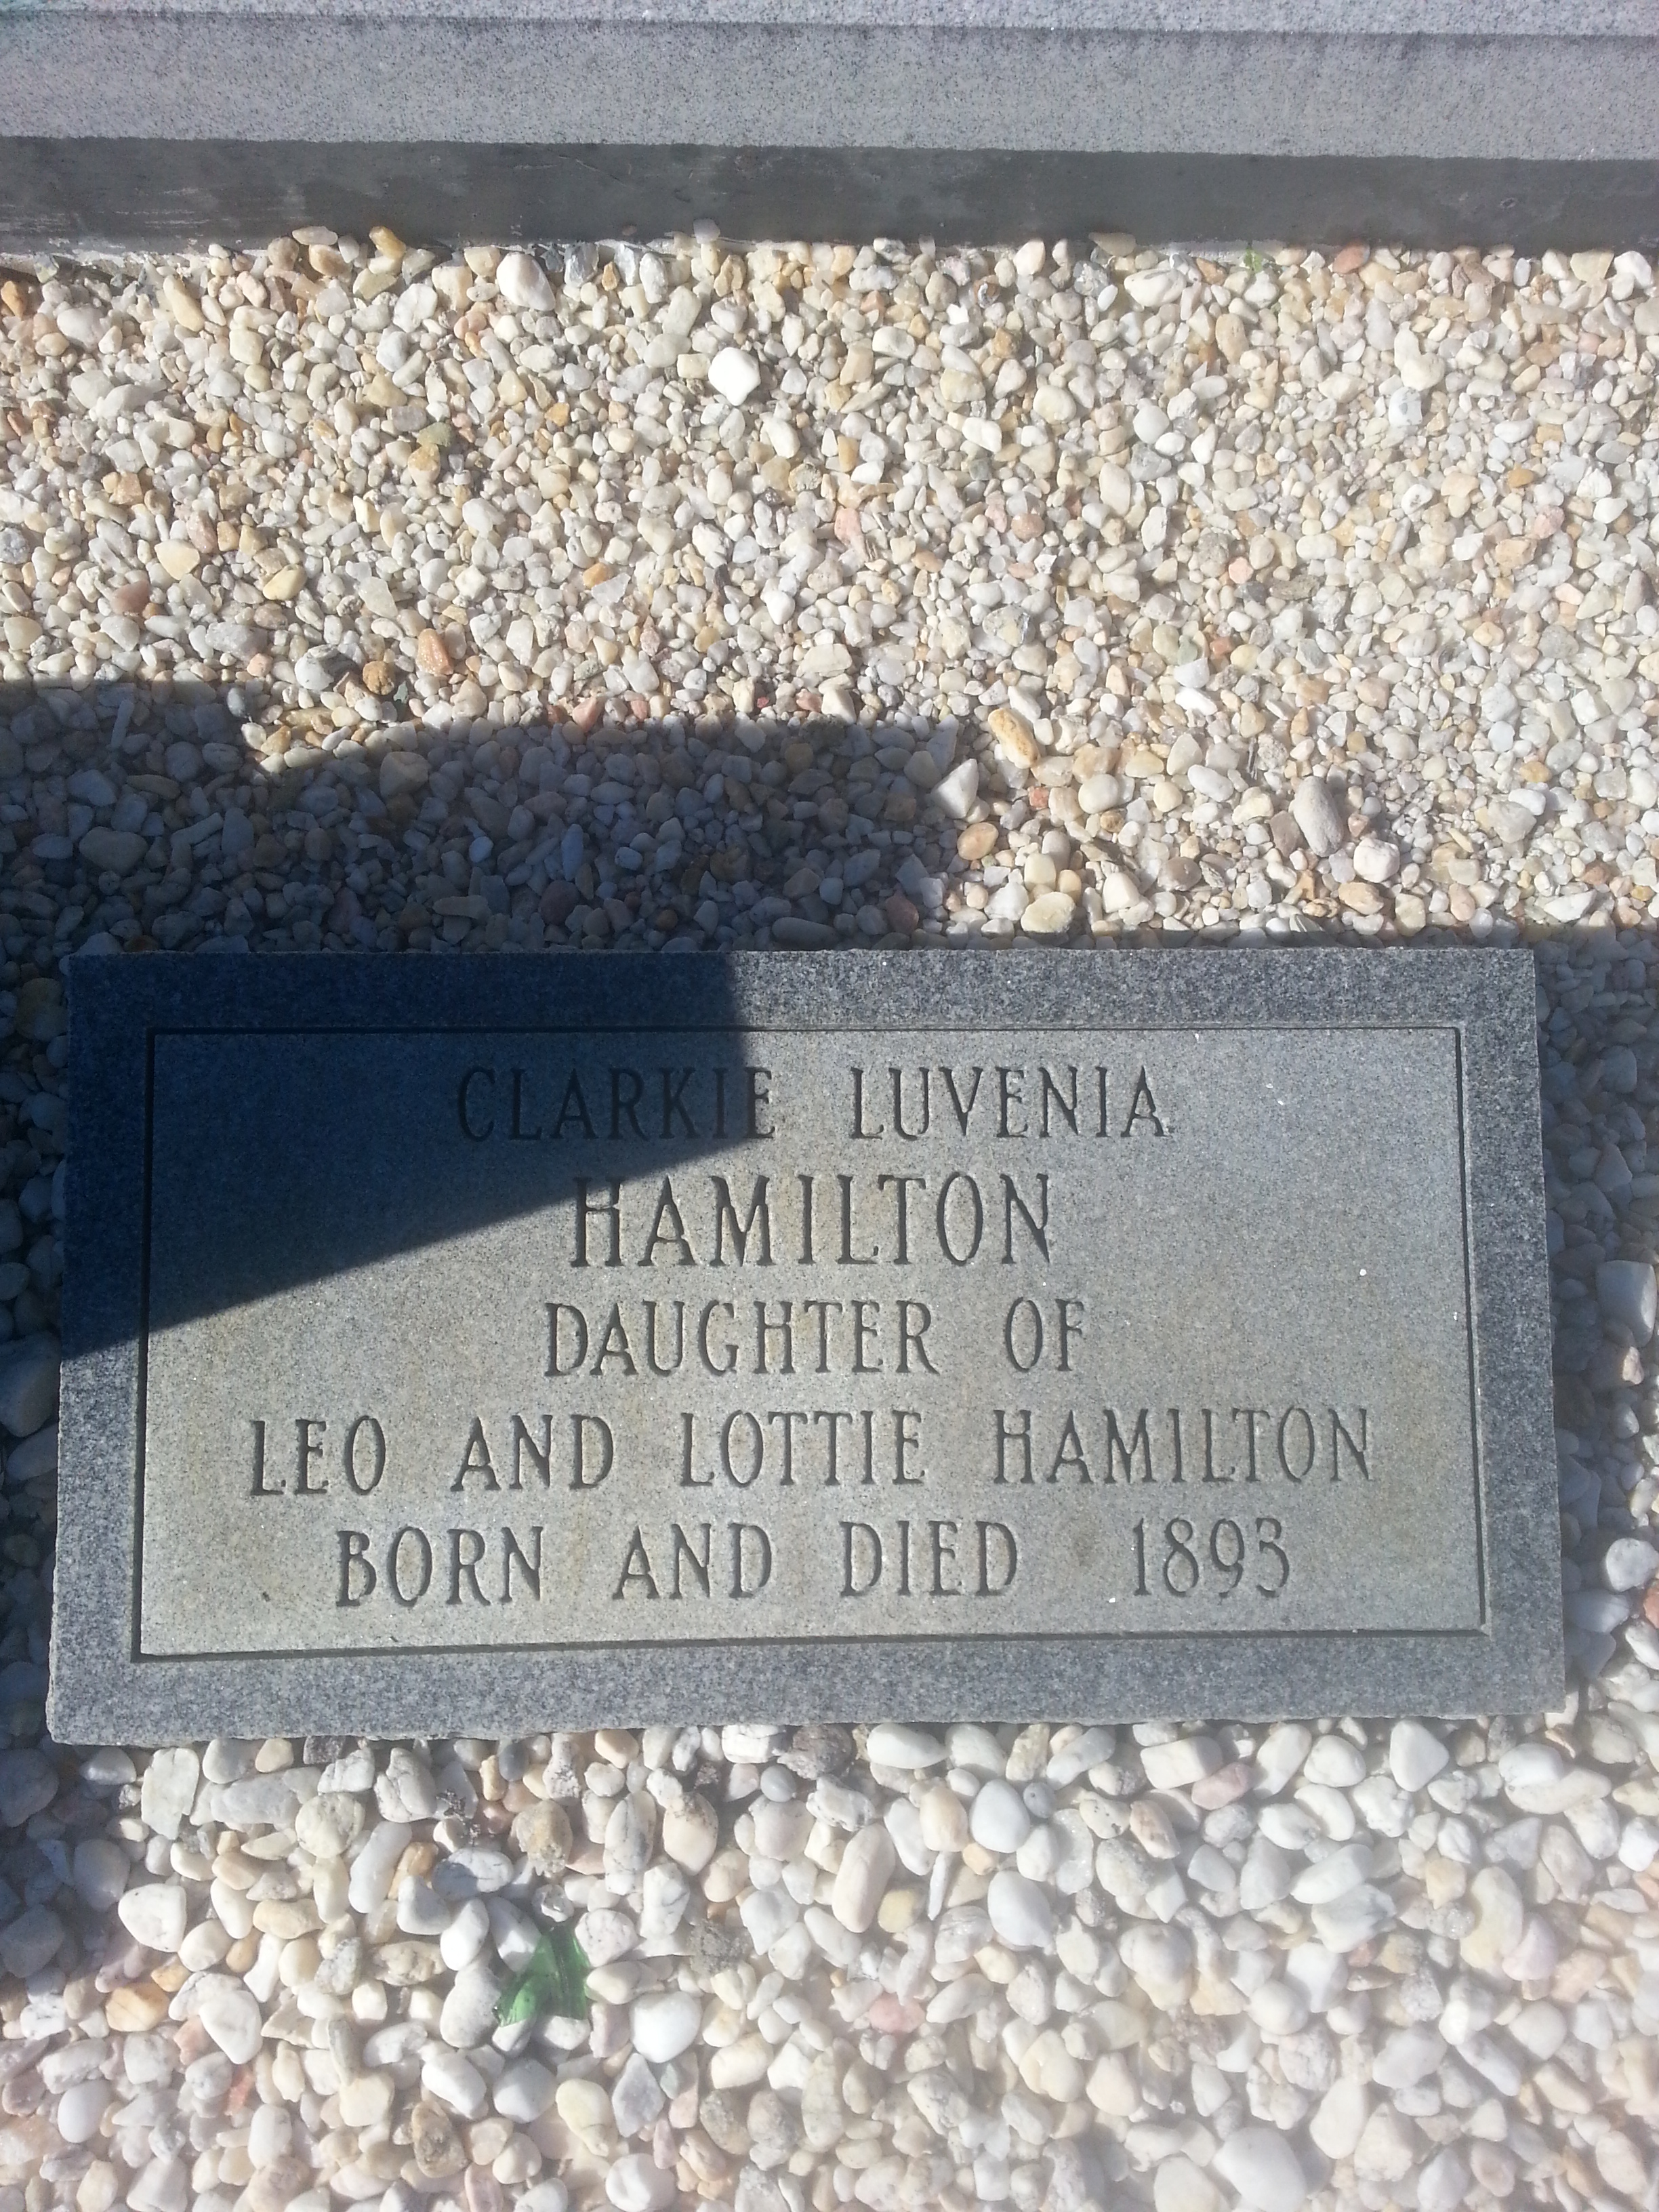 CLARKIE LUVENIA
HAMILTON
DAUGHTER OF
LEO AND LOTTIE HAMILTON
BORN AND DIED 1893